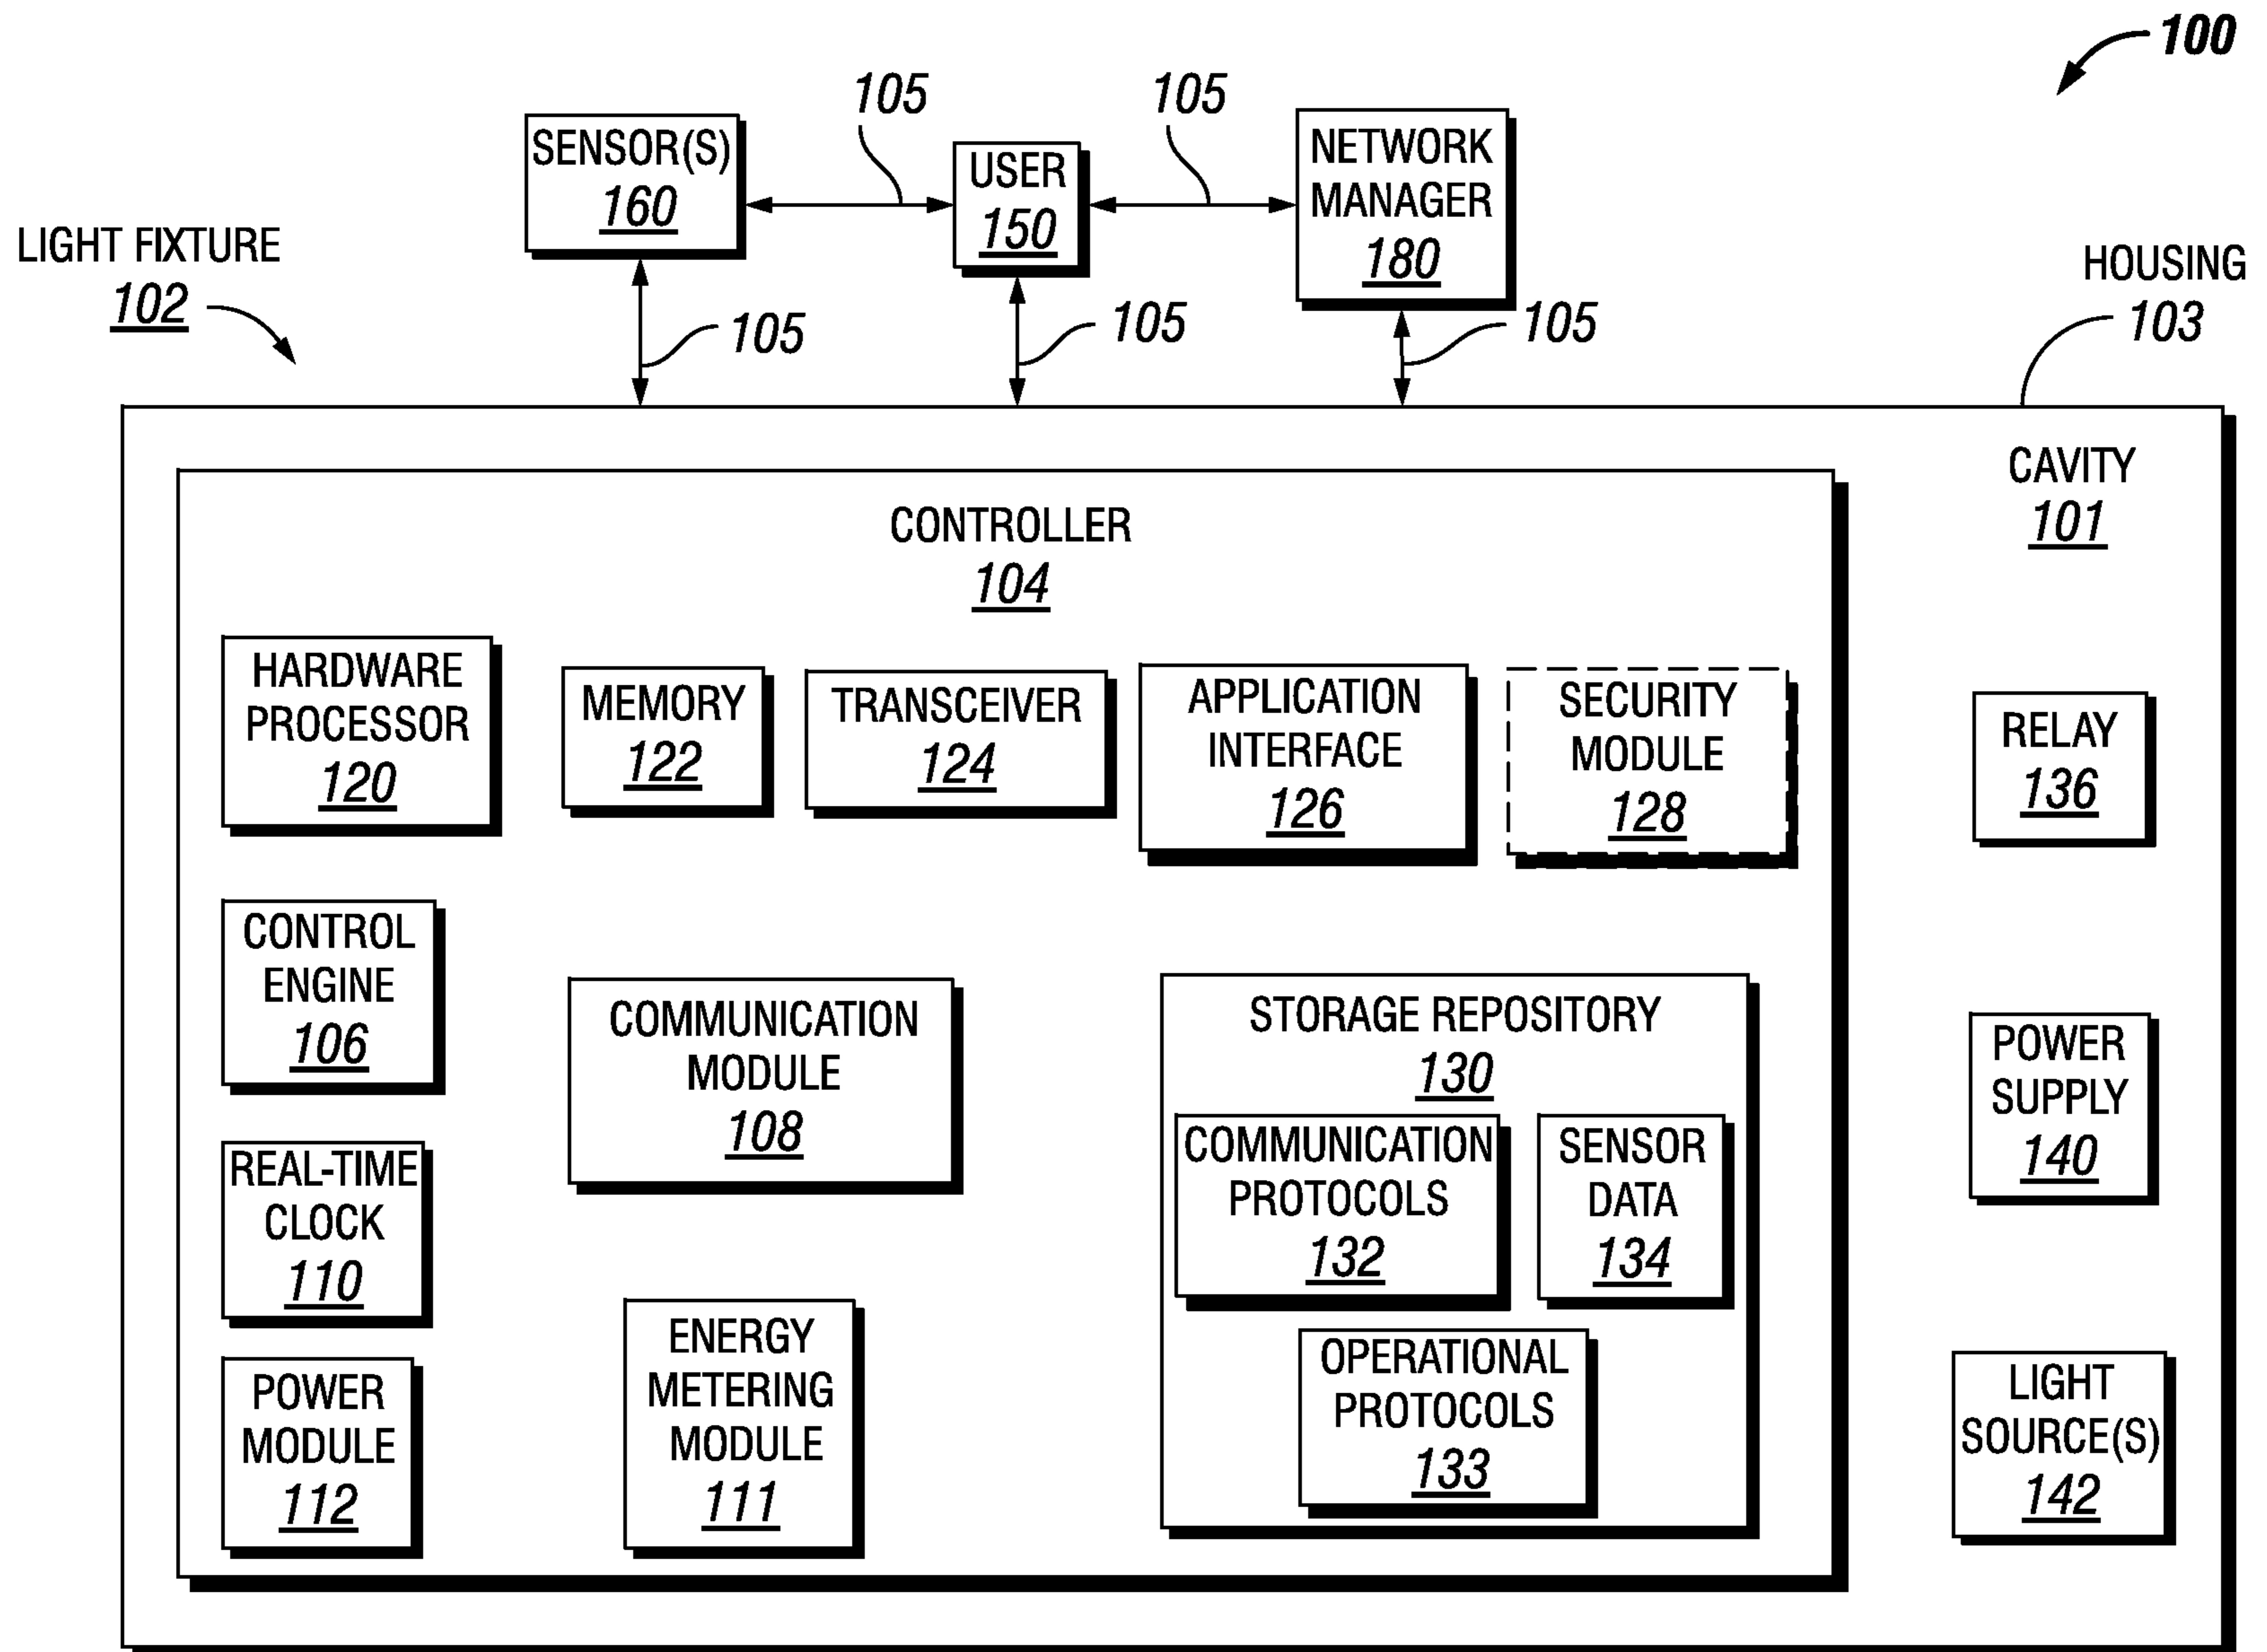 100
105
105
SENSOR(S)
160
USER
150
NETWORK
MANAGER
180
LIGHT FIXTURE
102
HOUSING
103
105
105
105
CAVITY
101
CONTROLLER
104
HARDWARE
PROCESSOR
120
MEMORY
122
TRANSCEIVER
124
APPLICATION
INTERFACE
126
SECURITY
MODULE
128
RELAY
136
CONTROL
ENGINE
106
COMMUNICATION
MODULE
108
STORAGE REPOSITORY
130
COMMUNICATION
PROTOCOLS
132
SENSOR
DATA
134
OPERATIONAL
PROTOCOLS
133
POWER
SUPPLY
140
REAL-TIME
CLOCK
110
ENERGY
METERING
MODULE
111
POWER
MODULE
112
LIGHT
SOURCE(S)
142